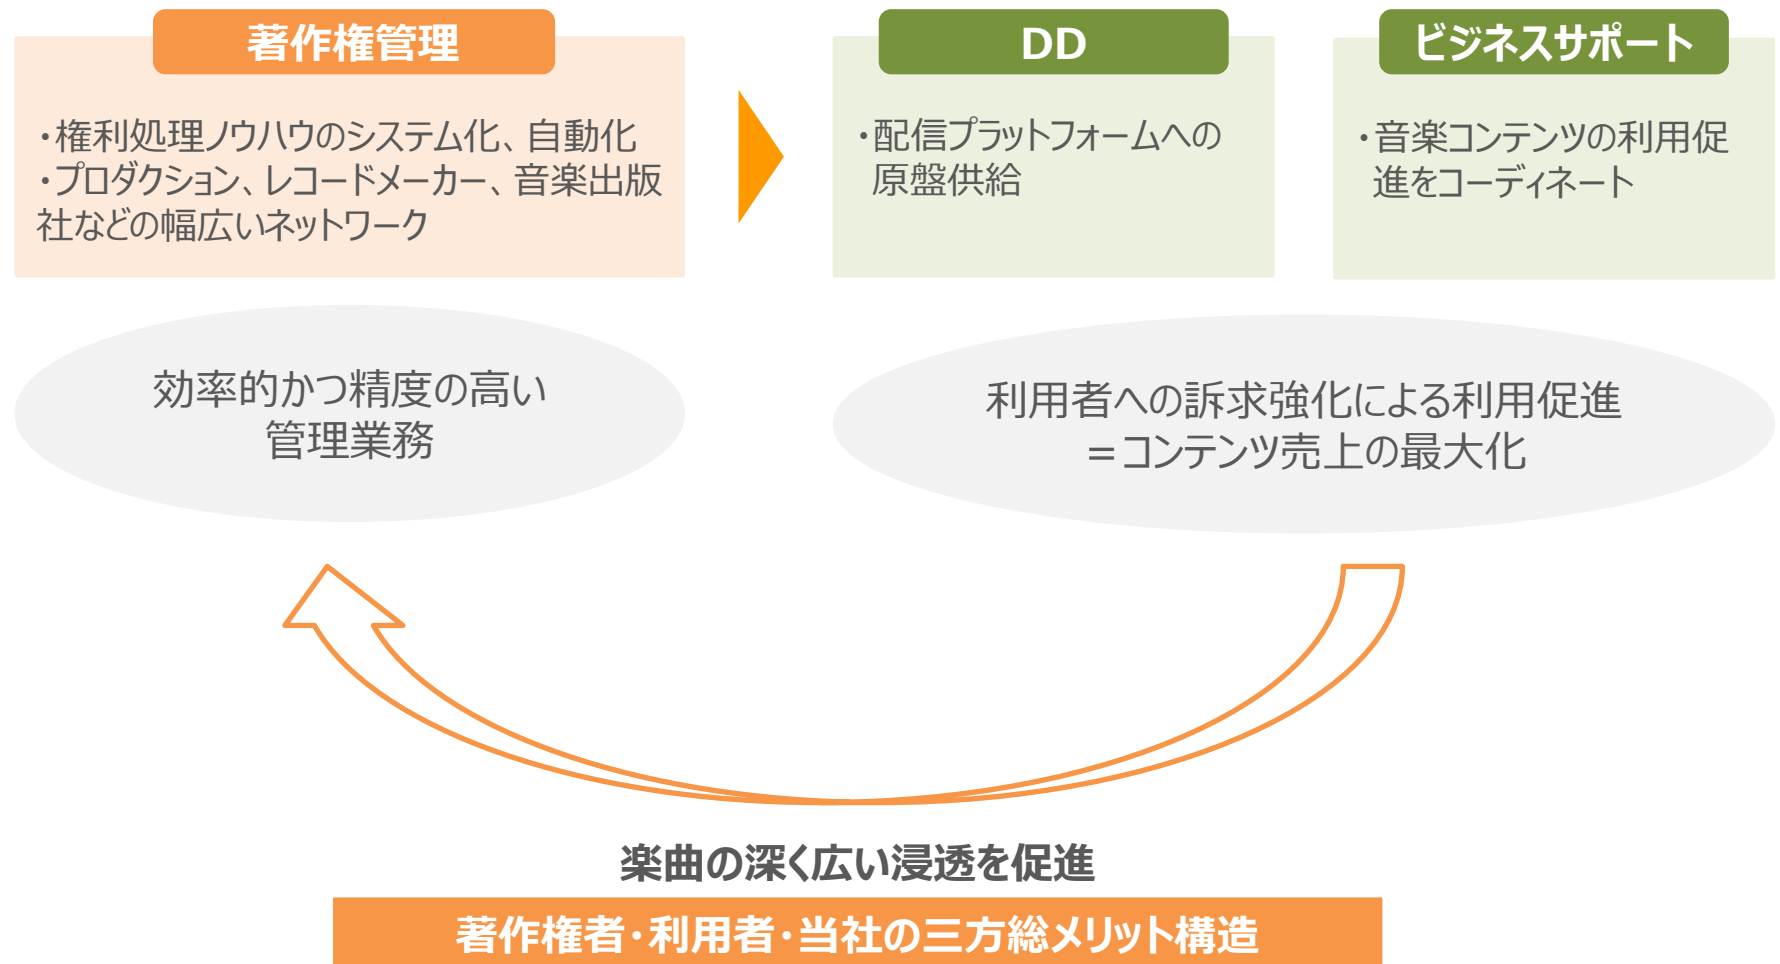 著作権管理
・権利処理ノウハウのシステム化、自動化
・プロダクション、レコードメーカー、音楽出版
社などの幅広いネットワーク
DD
・配信プラットフォームへの
原盤供給
ビジネスサポート
・音楽コンテンツの利用促
進をコーディネート
効率的かつ精度の高い
管理業務
利用者への訴求強化による利用促進
＝コンテンツ売上の最大化
楽曲の深く広い浸透を促進
著作権者・利用者・当社の三方総メリット構造